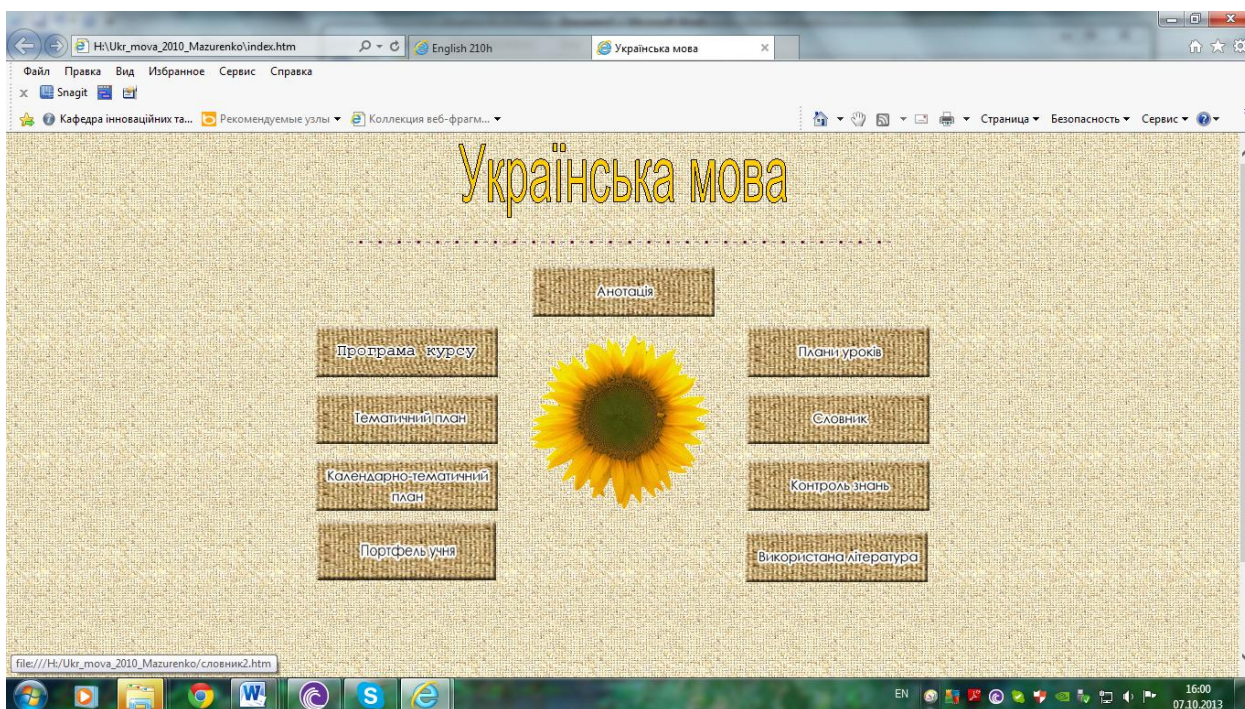 H:\Ukr_mova_2010_Mazurenko\index.htm
English 210h
Українська мова
Файл Правка Вид Избранное Сервис Справка
x Snagit
Кафедра інноваційних та... Рекомендуемые узлы Коллекция веб-фрагм...
Страница Безопасность Сервис
Українська мова
Анотація
Програма курсу
Плани уроків
Тематичний план
Словник
Календарно-тематичний
план
Контроль знань
Портфель учня
Використана література
file:///H:/Ukr_mova_2010_Mazurenko/словник2.htm
EN
16:00
07.10.2013